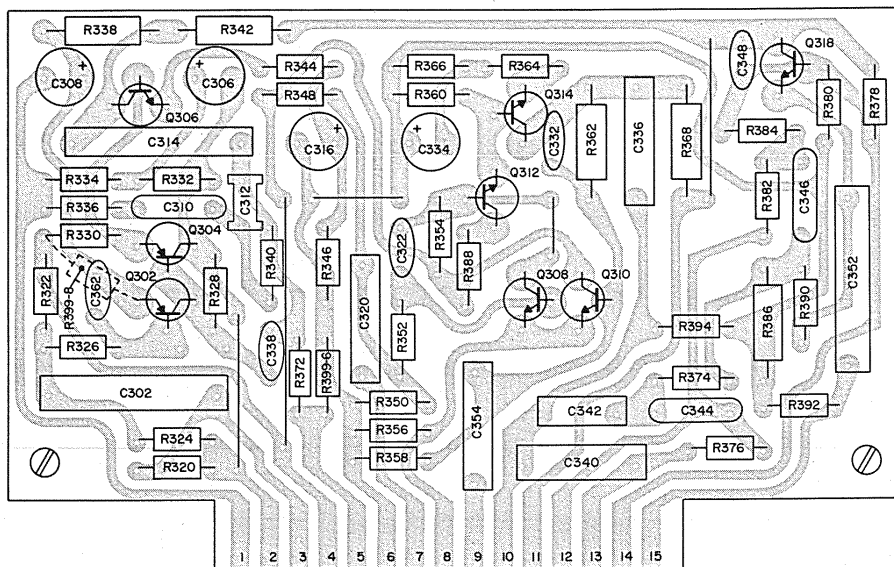 R338 R342 Q318
C348
C308 + C306 + R344 R366 R364
R380 R378
R348 R360 Q314
Q306
C314 C316 + C334 + C332 R362 C336 R368 R384
R334 R332 C312 Q312 R382 C346
R336 C310
R330 Q304 R340 R346 C322 R354 R388 C352
R322 R399-8 C362 Q302 R328 C320 Q308 Q310 R386 R390
R326 C338 R372 R399-6 R352 R394
C302 R350 C354 C342 R374 C344 R392
R324 R356
R320 R358 C340 R376
1 2 3 4 5 6 7 8 9 10 11 12 13 14 15